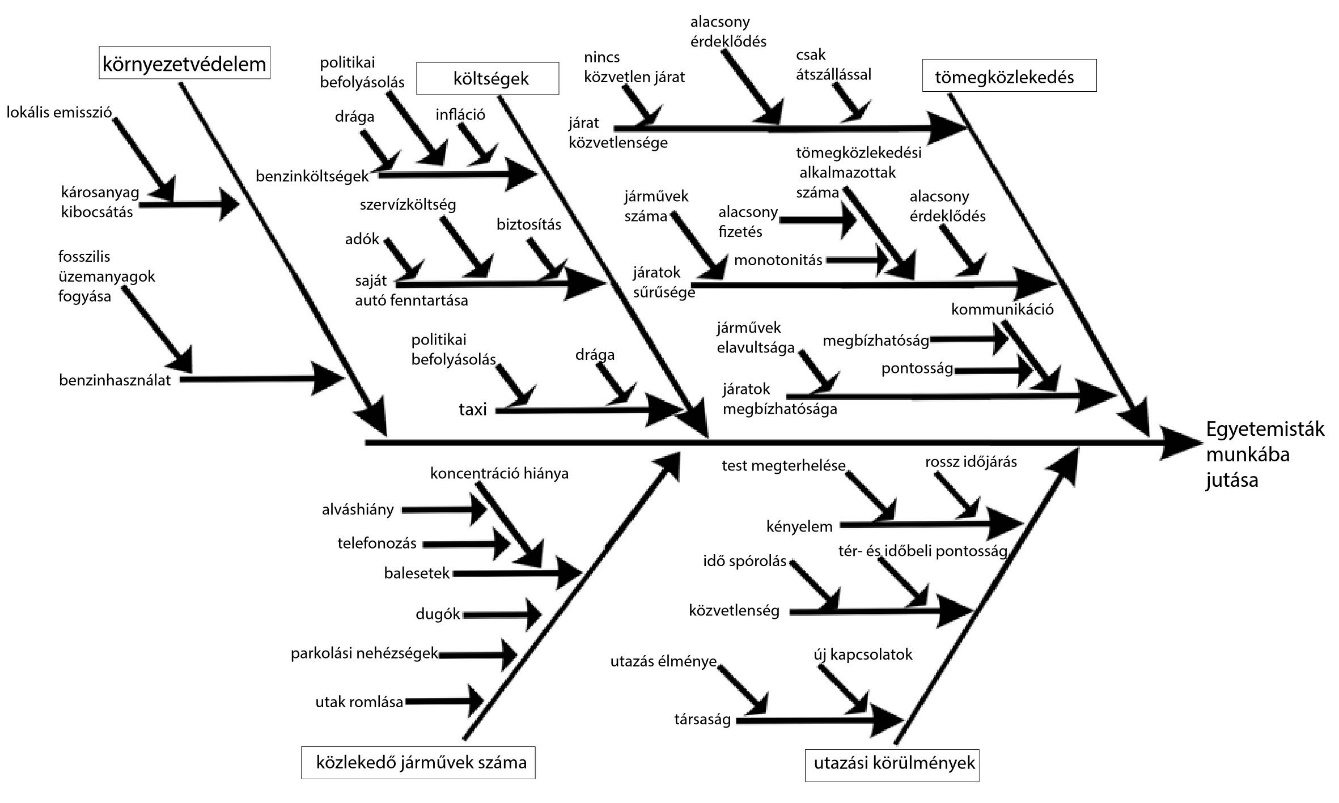 környezetvédelem
lokális emisszió
károsanyag
kibocsátás
fosszilis
üzemanyagok
fogyása
benzinhasználat
költségek
politikai
befolyásolás
drága
infláció
benzinköltségek
szervízköltség
adók
biztosítás
saját
autó fenntartása
politikai
befolyásolás
drága
taxi
tömegközlekedés
alacsony
érdeklődés
nincs
közvetlen járat
csak
átszállással
járat
közvetlensége
tömegközlekedési
alkalmazottak
száma
járművek
száma
alacsony
fizetés
alacsony
érdeklődés
monotonitás
járatok
sűrűsége
kommunikáció
járművek
elavultsága
megbízhatóság
pontosság
járatok
megbízhatósága
Egyetemisták
munkába
jutása
koncentráció hiánya
alváshiány
telefonozás
balesetek
dugók
parkolási nehézségek
utak romlása
közlekedő járművek száma
test megterhelése
rossz időjárás
kényelem
idő spórolás
tér- és időbeli pontosság
közvetlenség
utazás élménye
új kapcsolatok
társaság
utazási körülmények